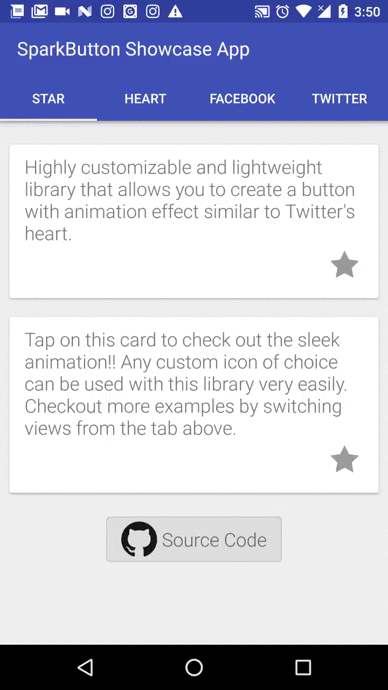 3:50
SparkButton Showcase App
STAR HEART FACEBOOK TWITTER
Highly customizable and lightweight
library that allows you to create a button
with animation effect similar to Twitter's
heart.
Tap on this card to check out the sleek
animation!! Any custom icon of choice
can be used with this library very easily.
Checkout more examples by switching
views from the tab above.
Source Code